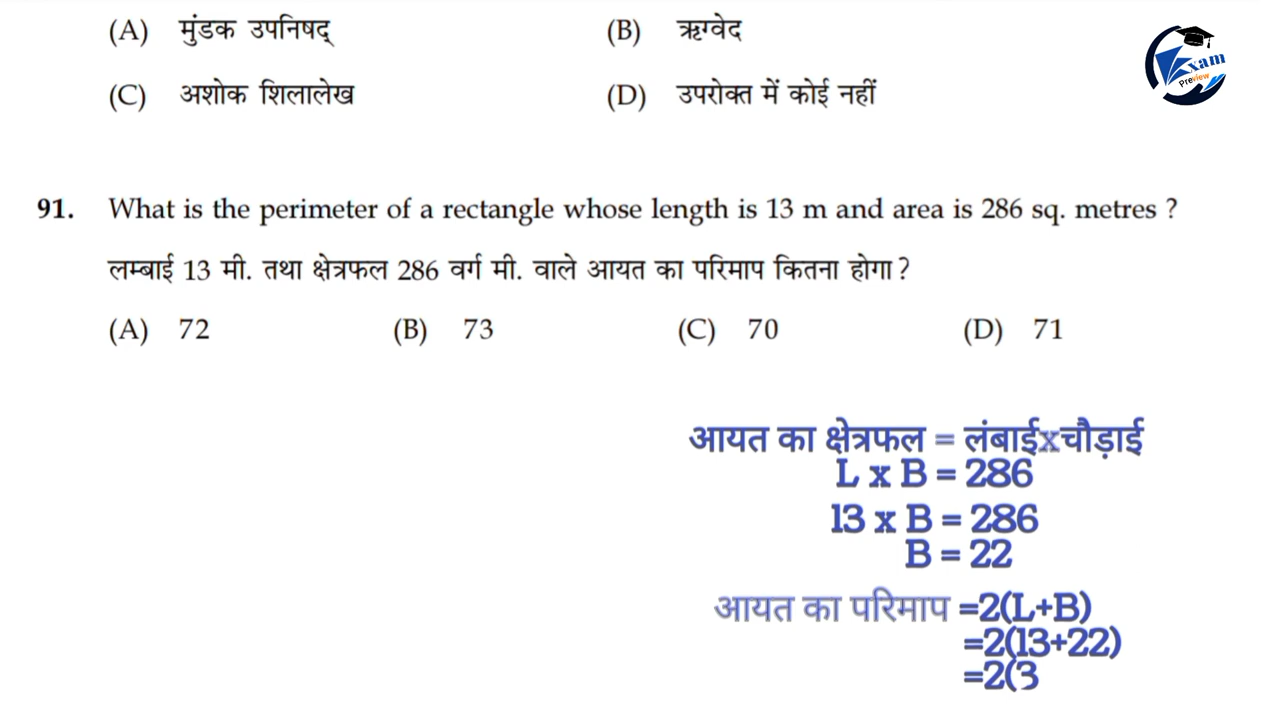 (A) मुंडक उपनिषद् (B) ऋग्वेद
(C) अशोक शिलालेख (D) उपरोक्त में कोई नहीं
Exam
Preview
91. What is the perimeter of a rectangle whose length is 13 m and area is 286 sq. metres ?
लम्बाई 13 मी. तथा क्षेत्रफल 286 वर्ग मी. वाले आयत का परिमाप कितना होगा ?
(A) 72 (B) 73 (C) 70 (D) 71
आयत का क्षेत्रफल = लंबाईxचौड़ाई
L x B = 286
13 x B = 286
B = 22
आयत का परिमाप =2(L+B)
=2(13+22)
=2(3